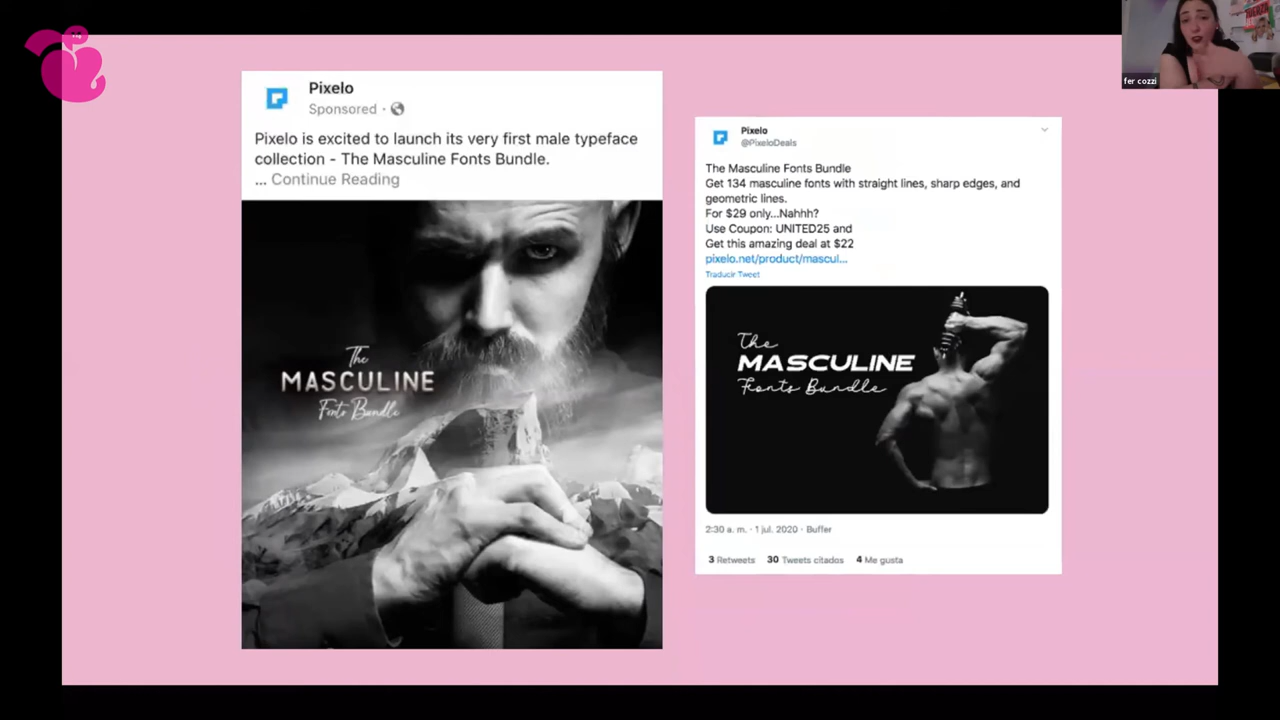 Pixelo
Sponsored ·
Pixelo is excited to launch its very first male typeface
collection - The Masculine Fonts Bundle.
... Continue Reading
The
MASCULINE
Fonts Bundle
Pixelo
@PixeloDeals
The Masculine Fonts Bundle
Get 134 masculine fonts with straight lines, sharp edges, and
geometric lines.
For $29 only...Nahhh?
Use Coupon: UNITED25 and
Get this amazing deal at $22
pixelo.net/product/mascul...
Traducir Tweet
The
MASCULINE
Fonts Bundle
2:30 a. m. · 1 jul. 2020 · Buffer
3 Retweets 30 Tweets citados 4 Me gusta
fer cozzi